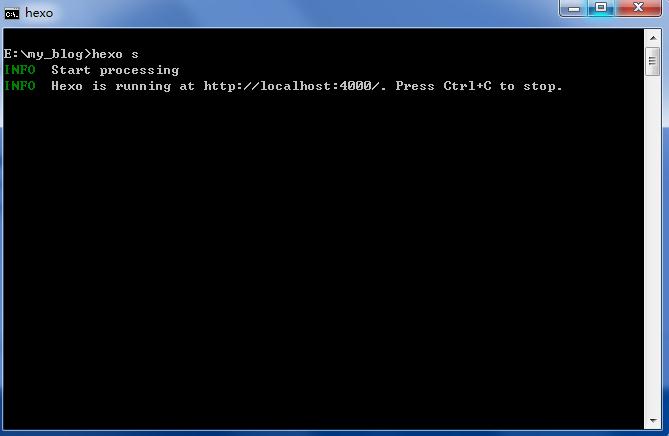 hexo
E:\my_blog>hexo s
INFO  Start processing
INFO  Hexo is running at http://localhost:4000/. Press Ctrl+C to stop.